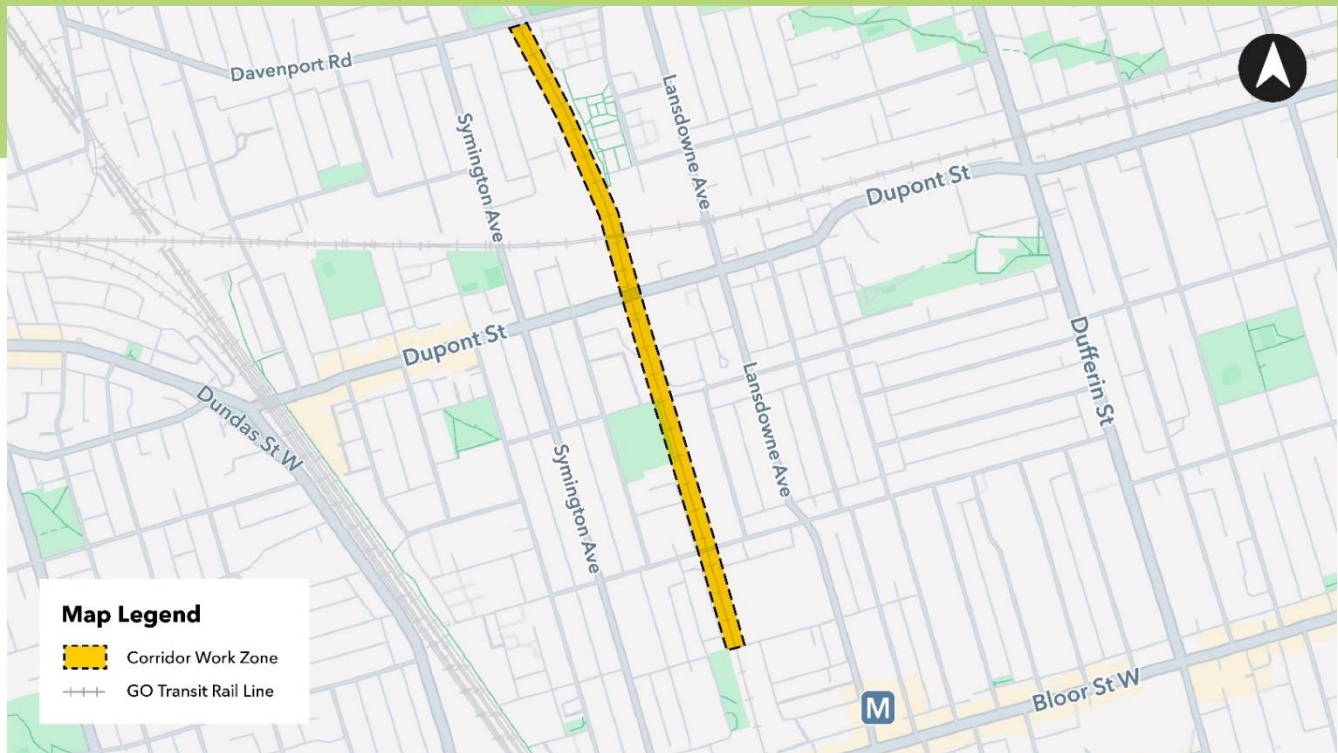 Davenport Rd
Symington Ave
Lansdowne Ave
Dupont St
Dupont St
Dundas St W
Symington Ave
Lansdowne Ave
Dufferin St
Bloor St W
M
Map Legend
Corridor Work Zone
GO Transit Rail Line